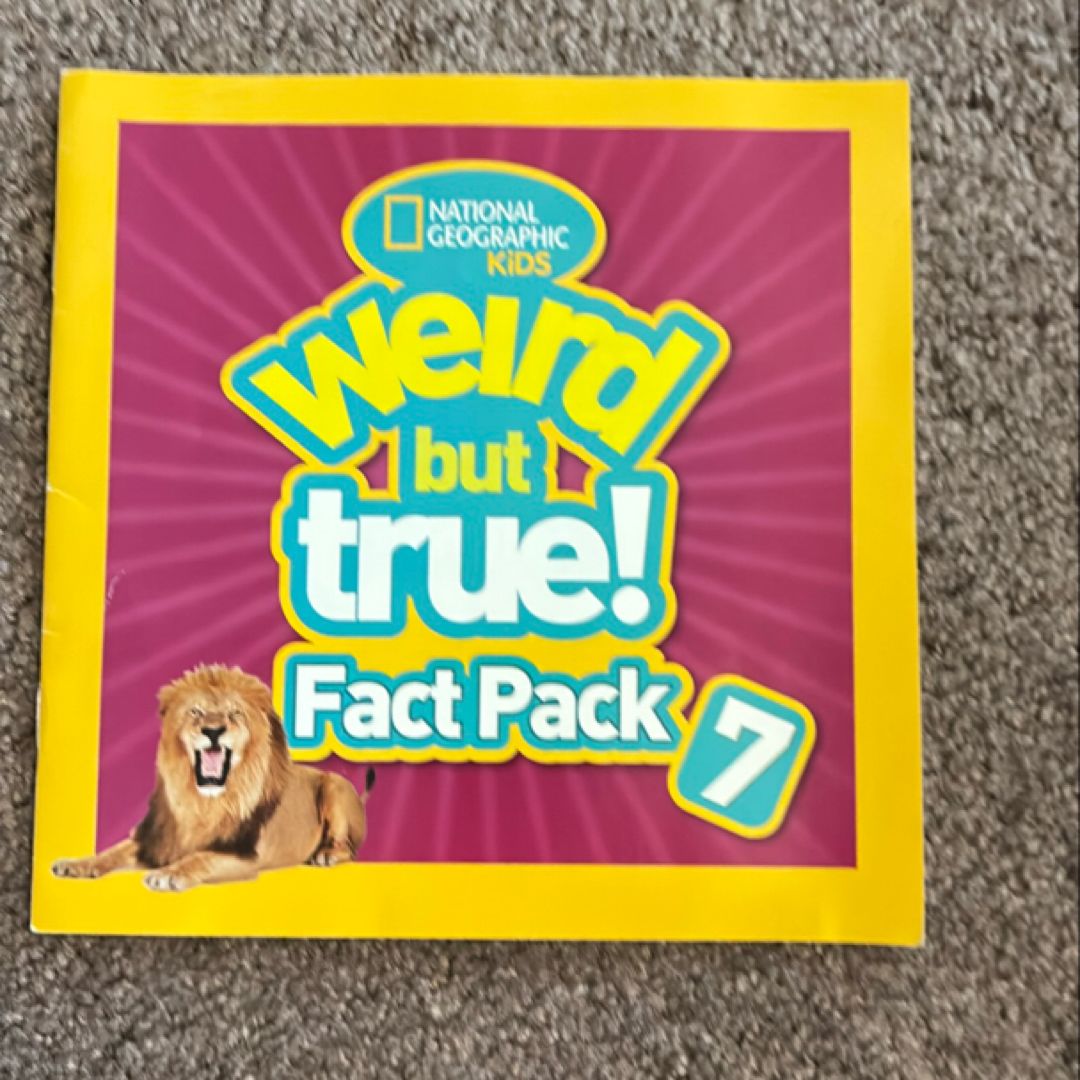 NATIONAL
GEOGRAPHIC
KiDS
weird
but
true!
Fact Pack 7